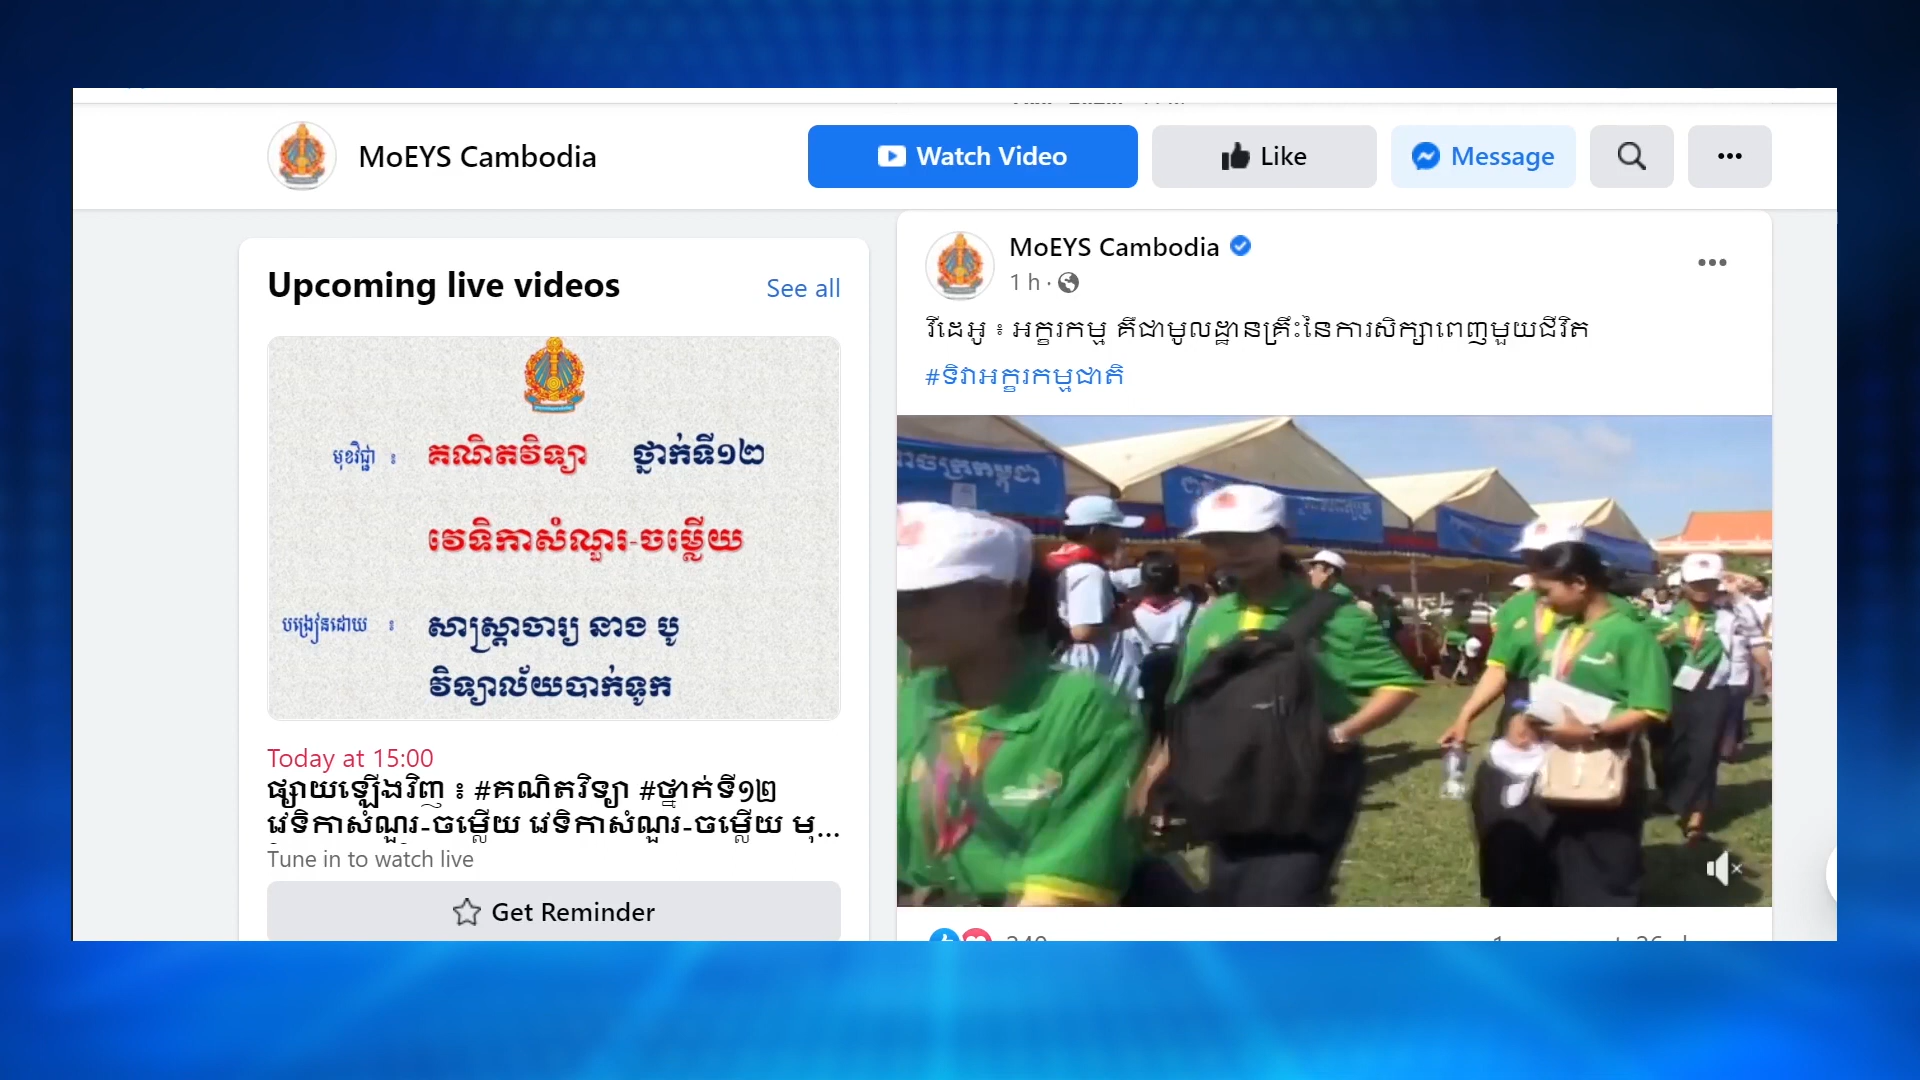 MoEYS Cambodia
Watch Video
Like
Message
Upcoming live videos
See all
មុខវិជ្ជា ៖ គណិតវិទ្យា ថ្នាក់ទី១២
វេទិកាសំណួរ-ចម្លើយ
បង្រៀនដោយ ៖ សាស្ត្រាចារ្យ នាង បូ
វិទ្យាល័យបាក់ទូក
Today at 15:00
ផ្សាយឡើងវិញ ៖ #គណិតវិទ្យា #ថ្នាក់ទី១២
វេទិកាសំណួរ-ចម្លើយ វេទិកាសំណួរ-ចម្លើយ មុ...
Tune in to watch live
Get Reminder
MoEYS Cambodia
1 h ·
វីដេអូ ៖ អក្ខរកម្ម គឺជាមូលដ្ឋានគ្រឹះនៃការសិក្សាពេញមួយជីវិត
#ទិវាអក្ខរកម្មជាតិ